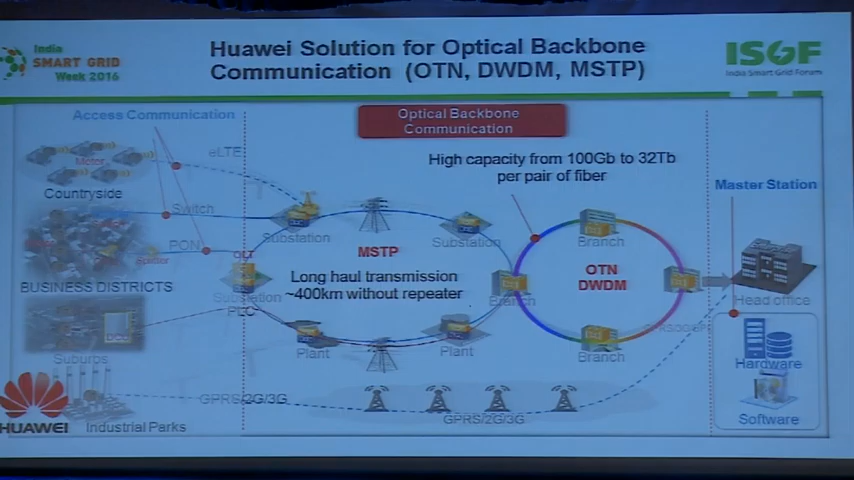 India
SMART GRID
Week 2016
Huawei Solution for Optical Backbone
Communication (OTN, DWDM, MSTP)
ISGF
India Smart Grid Forum
Access Communication
Optical Backbone
Communication
eLTE
Meter
Countryside
High capacity from 100Gb to 32Tb
per pair of fiber
Master Station
Switch
Substation
Substation
Branch
PON
Splitter
OLT
MSTP
OTN
DWDM
BUSINESS DISTRICTS
Substation
Long haul transmission
~400km without repeater
Branch
Head office
PLC
Suburbs
Plant
Plant
Branch
Hardware
GPRS/2G/3G
GPRS/2G/3G
Software
HUAWEI
Industrial Parks